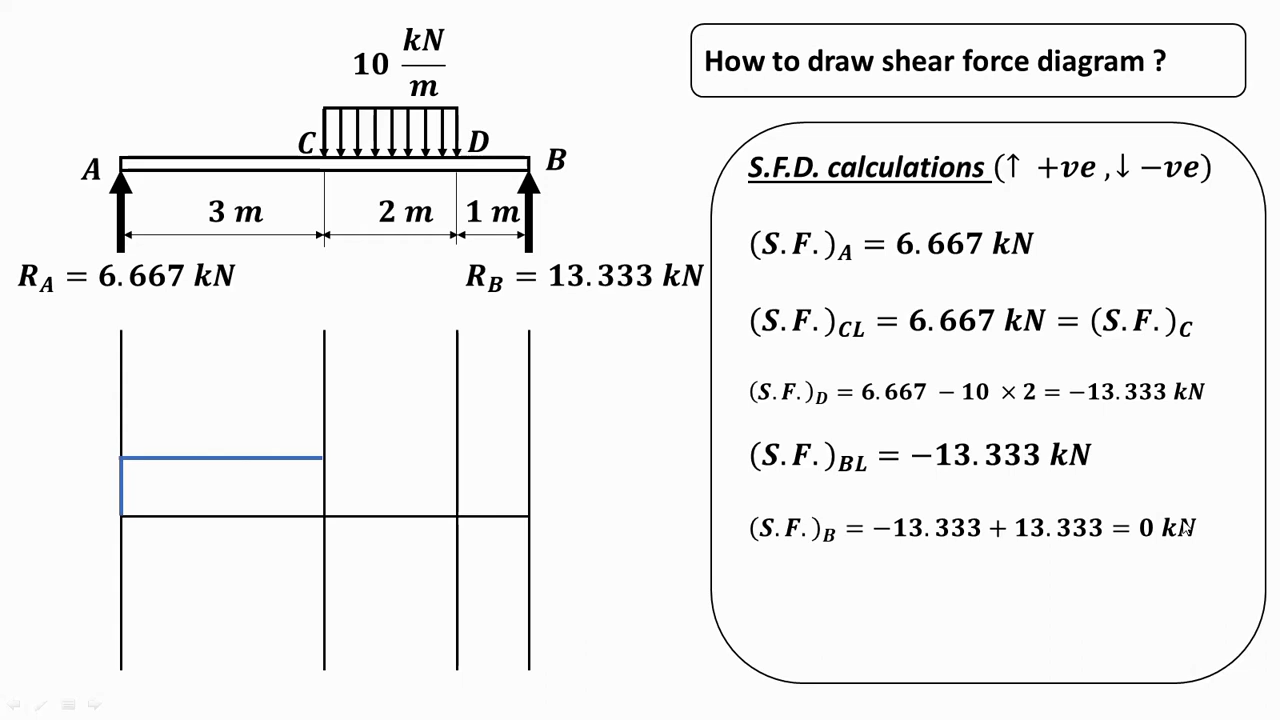 How to draw shear force diagram ?
10 kN/m
C
D
A
B
3 m
2 m
1 m
R_A = 6.667 kN
R_B = 13.333 kN
S.F.D. calculations (↑ +ve ,↓ −ve)
(S.F.)_A = 6.667 kN
(S.F.)_CL = 6.667 kN = (S.F.)_C
(S.F.)_D = 6.667 − 10 × 2 = −13.333 kN
(S.F.)_BL = −13.333 kN
(S.F.)_B = −13.333 + 13.333 = 0 kN